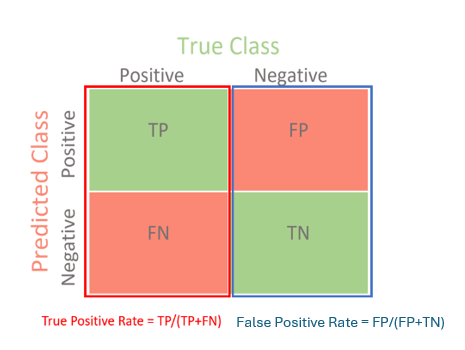 True Class
Positive Negative
Predicted Class
Positive
TP FP
Negative
FN TN
True Positive Rate = TP/(TP+FN) False Positive Rate = FP/(FP+TN)